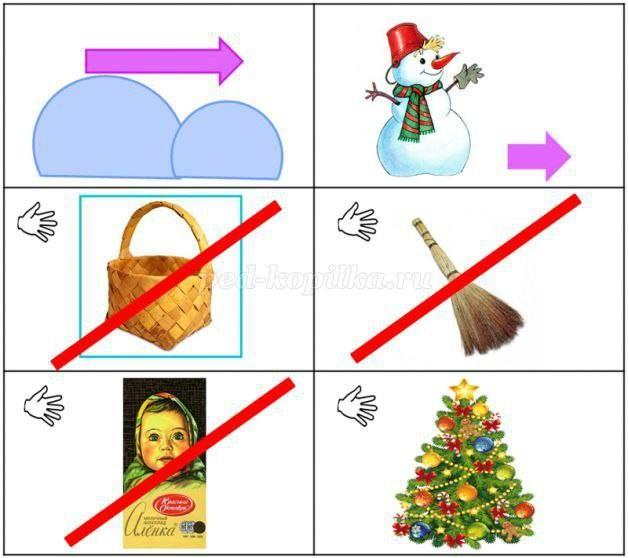 ped-kopilka.ru
Красный
Октябрь
МОЛОЧНЫЙ
ШОКОЛАД
Алёнка